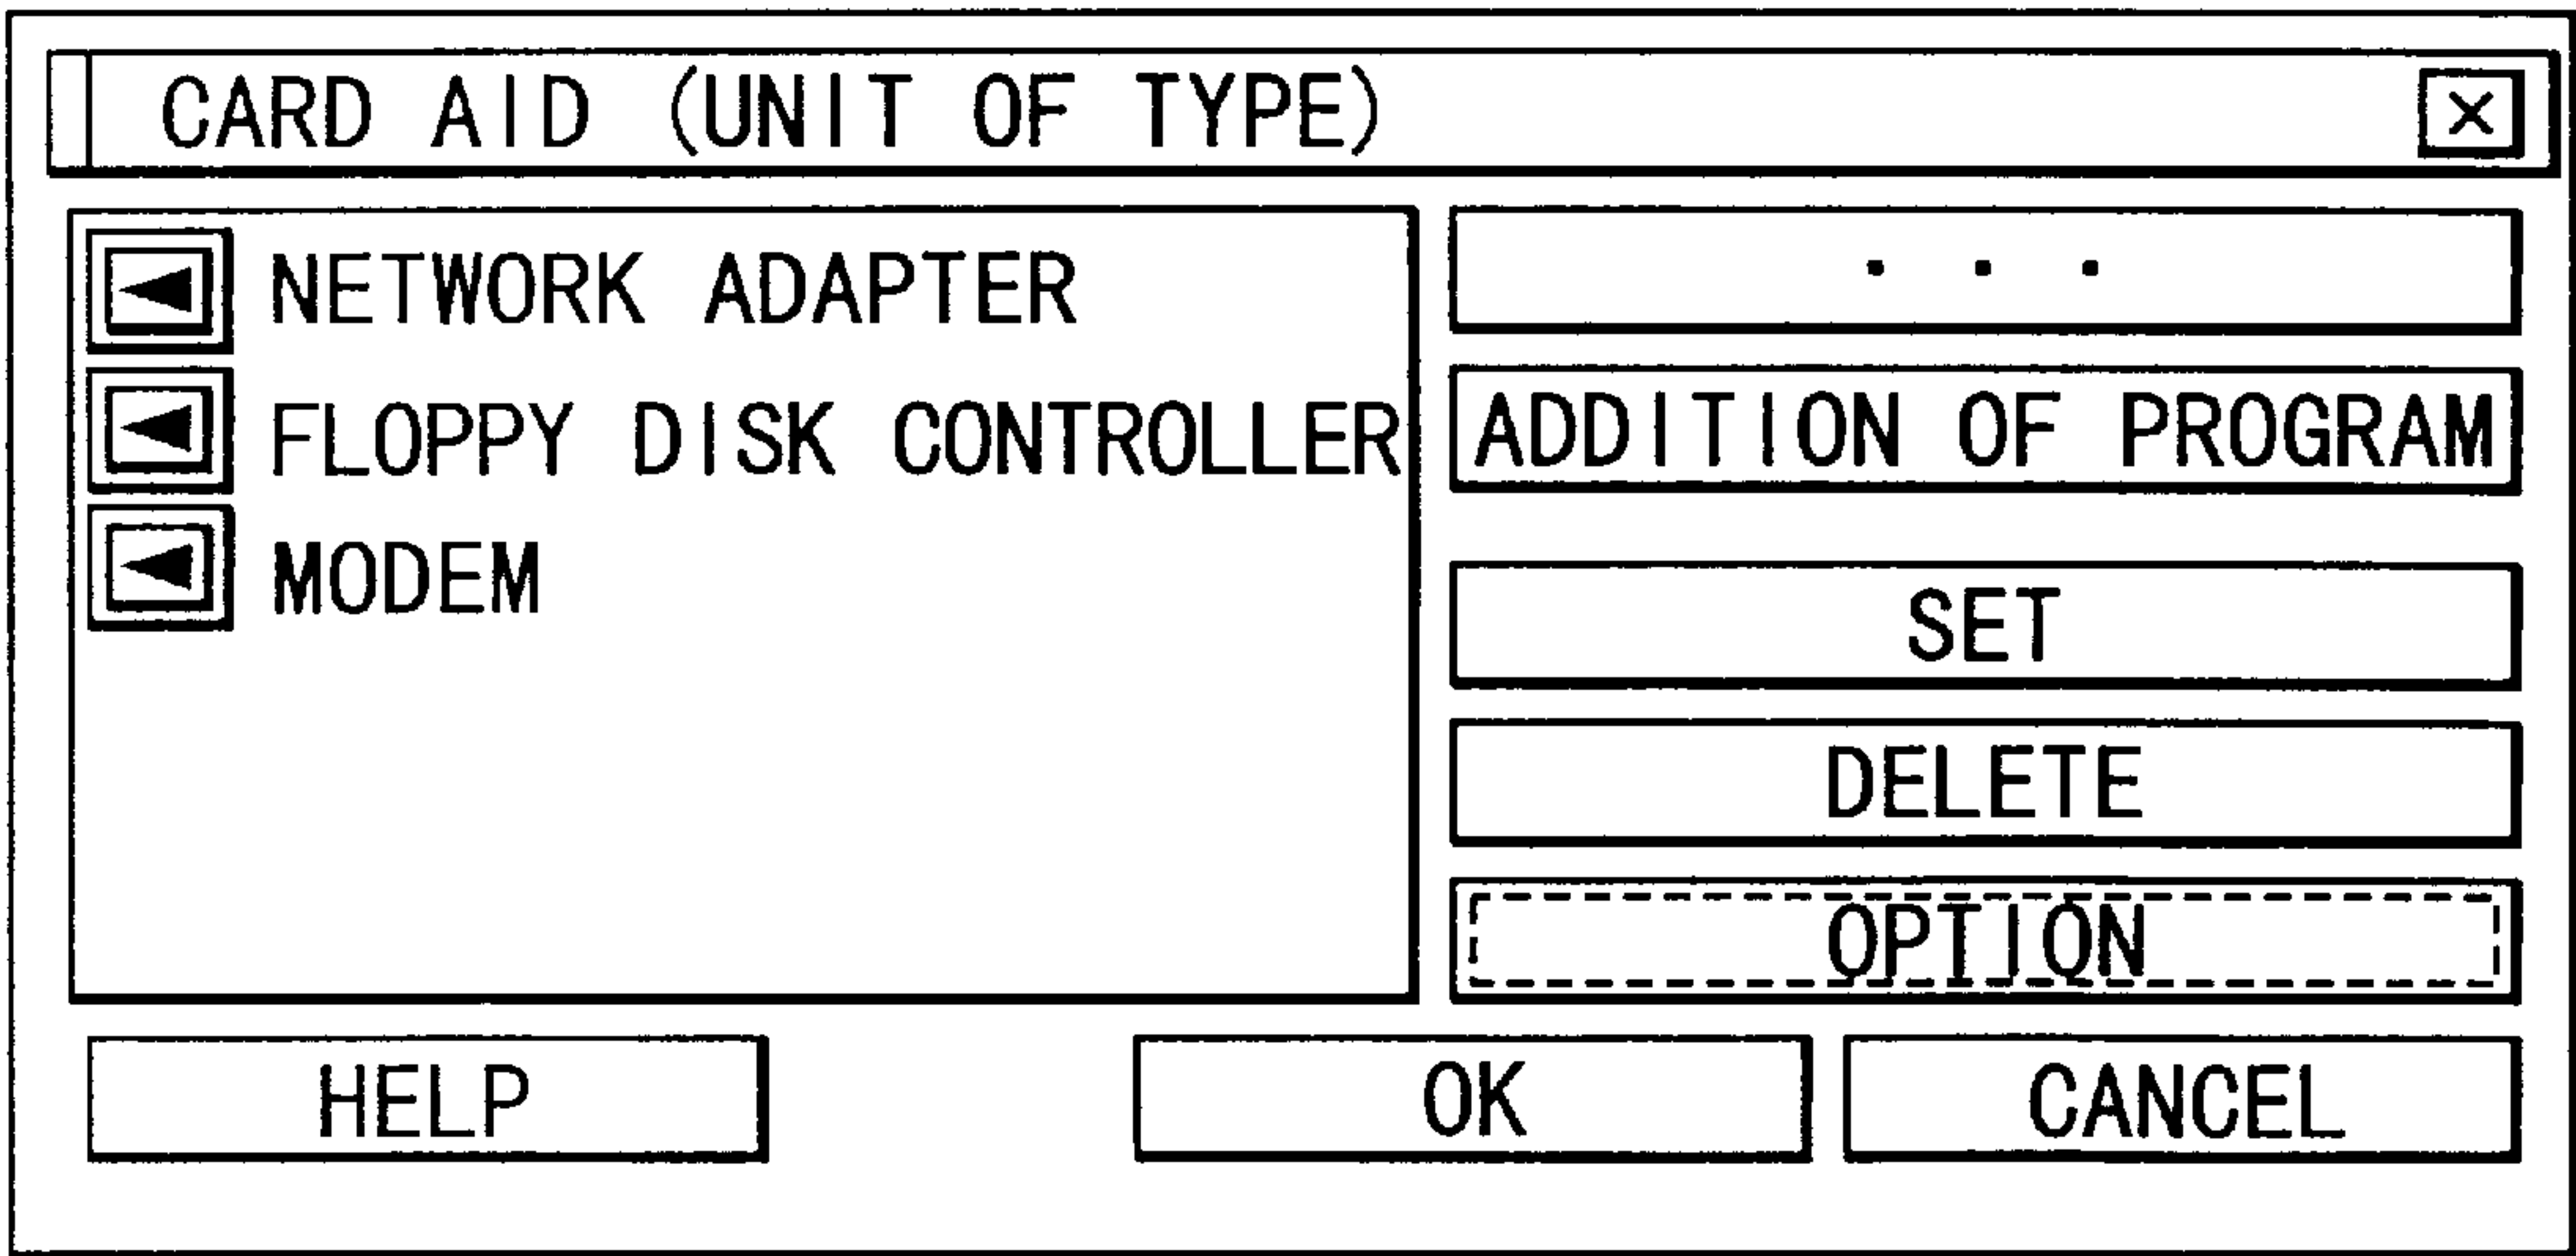 CARD AID (UNIT OF TYPE)
NETWORK ADAPTER
FLOPPY DISK CONTROLLER
MODEM
. . .
ADDITION OF PROGRAM
SET
DELETE
OPTION
HELP
OK
CANCEL